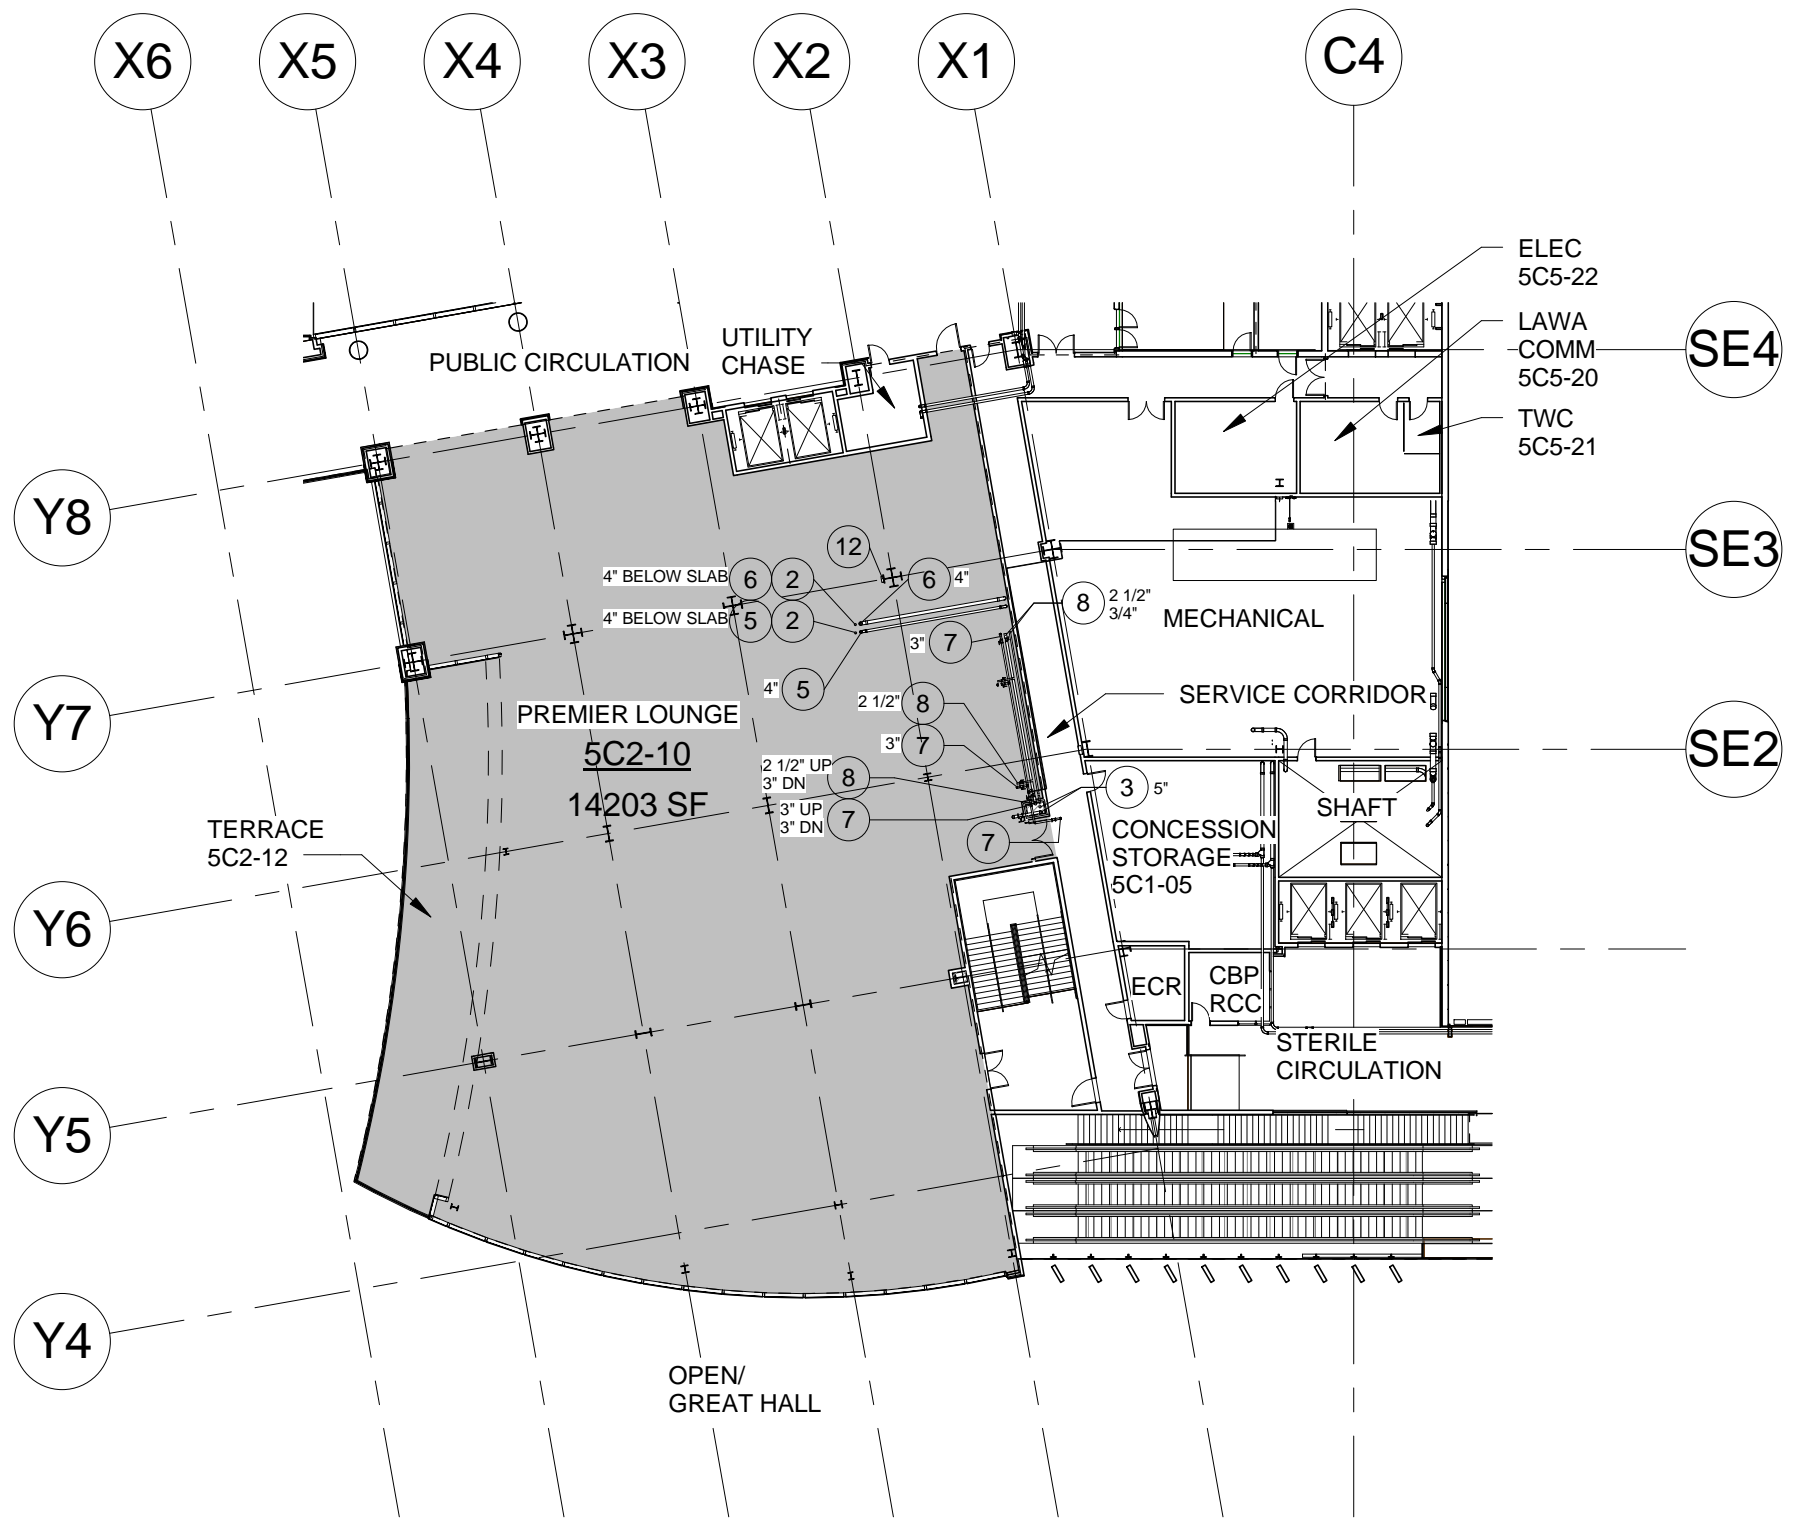 X6
X5
X4
X3
X2
X1
C4
ELEC
5C5-22
LAWA
COMM
5C5-20
TWC
5C5-21
SE4
UTILITY
CHASE
PUBLIC CIRCULATION
Y8
SE3
12
4" BELOW SLAB
6
2
6
4"
4" BELOW SLAB
5
2
8
2 1/2"
3/4"
MECHANICAL
3"
7
4"
5
2 1/2"
8
SERVICE CORRIDOR
Y7
PREMIER LOUNGE
5C2-10
14203 SF
3"
7
SE2
2 1/2" UP
3" DN
8
3
5"
3" UP
3" DN
7
7
SHAFT
TERRACE
5C2-12
CONCESSION
STORAGE
5C1-05
Y6
ECR
CBP
RCC
STERILE
CIRCULATION
Y5
Y4
OPEN/
GREAT HALL